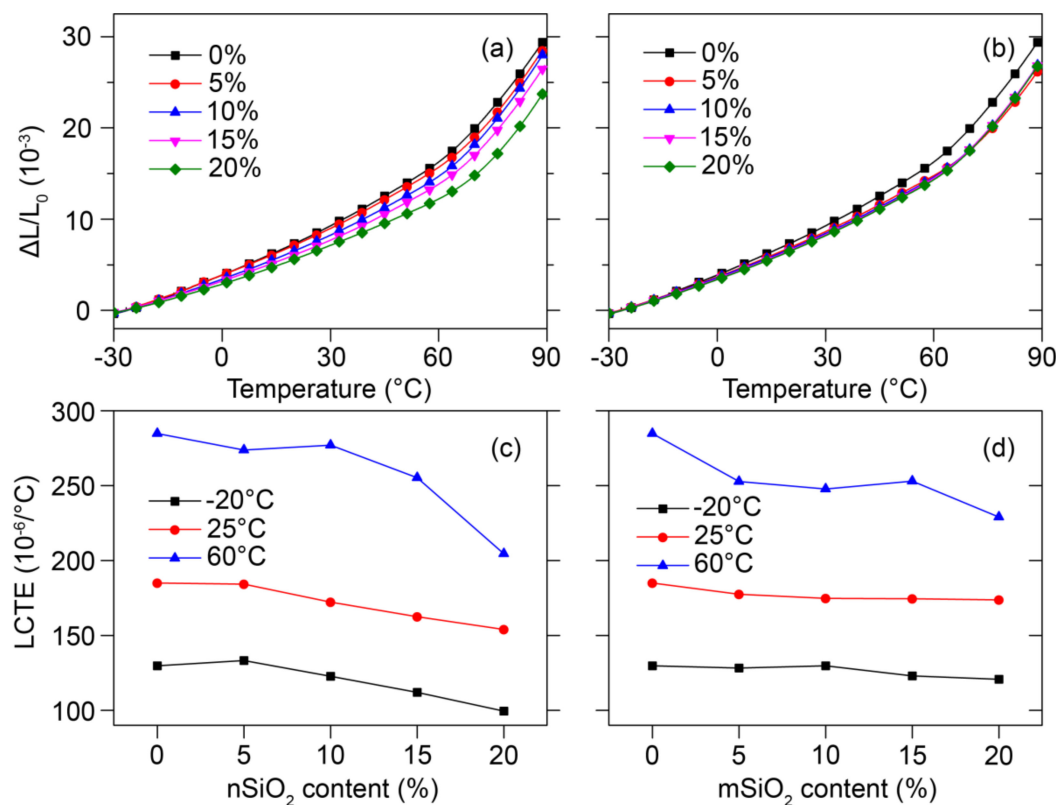 (a)
(b)
0%
5%
10%
15%
20%
0%
5%
10%
15%
20%
30
20
10
0
ΔL/L₀ (10⁻³)
-30 0 30 60 90
-30 0 30 60 90
Temperature (°C)
Temperature (°C)
(c)
(d)
-20°C
25°C
60°C
-20°C
25°C
60°C
300
250
200
150
100
LCTE (10⁻⁶/°C)
0 5 10 15 20
0 5 10 15 20
nSiO₂ content (%)
mSiO₂ content (%)